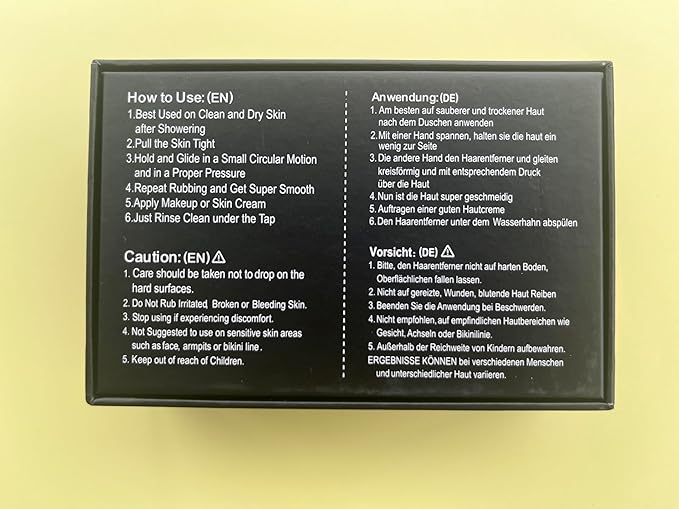 How to Use:(EN)
1.Best Used on Clean and Dry Skin
after Showering
2.Pull the Skin Tight
3.Hold and Glide in a Small Circular Motion
and in a Proper Pressure
4.Repeat Rubbing and Get Super Smooth
5.Apply Makeup or Skin Cream
6.Just Rinse Clean under the Tap
Caution:(EN)⚠
1. Care should be taken not to drop on the
hard surfaces.
2. Do Not Rub Irritated, Broken or Bleeding Skin.
3. Stop using if experiencing discomfort.
4. Not Suggested to use on sensitive skin areas
such as face, armpits or bikini line.
5. Keep out of reach of Children.
Anwendung:(DE)
1. Am besten auf sauberer und trockener Haut
nach dem Duschen anwenden
2. Mit einer Hand spannen, halten sie die haut ein
wenig zur Seite
3. Die andere Hand den Haarentferner und gleiten
kreisförmig und mit entsprechendem Druck
über die Haut
4. Nun ist die Haut super geschmeidig
5. Auftragen einer guten Hautcreme
6. Den Haarentferner unter dem Wasserhahn abspülen
Vorsicht: (DE) ⚠
1. Bitte, den Haarentferner nicht auf harten Boden,
Oberflächlichen fallen lassen.
2. Nicht auf gereizte, Wunden, blutende Haut Reiben
3. Beenden Sie die Anwendung bei Beschwerden.
4. Nicht empfohlen, auf empfindlichen Hautbereichen wie
Gesicht, Achseln oder Bikinilinie.
5. Außerhalb der Reichweite von Kindern aufbewahren.
ERGEBNISSE KÖNNEN bei verschiedenen Menschen
und unterschiedlicher Haut variieren.